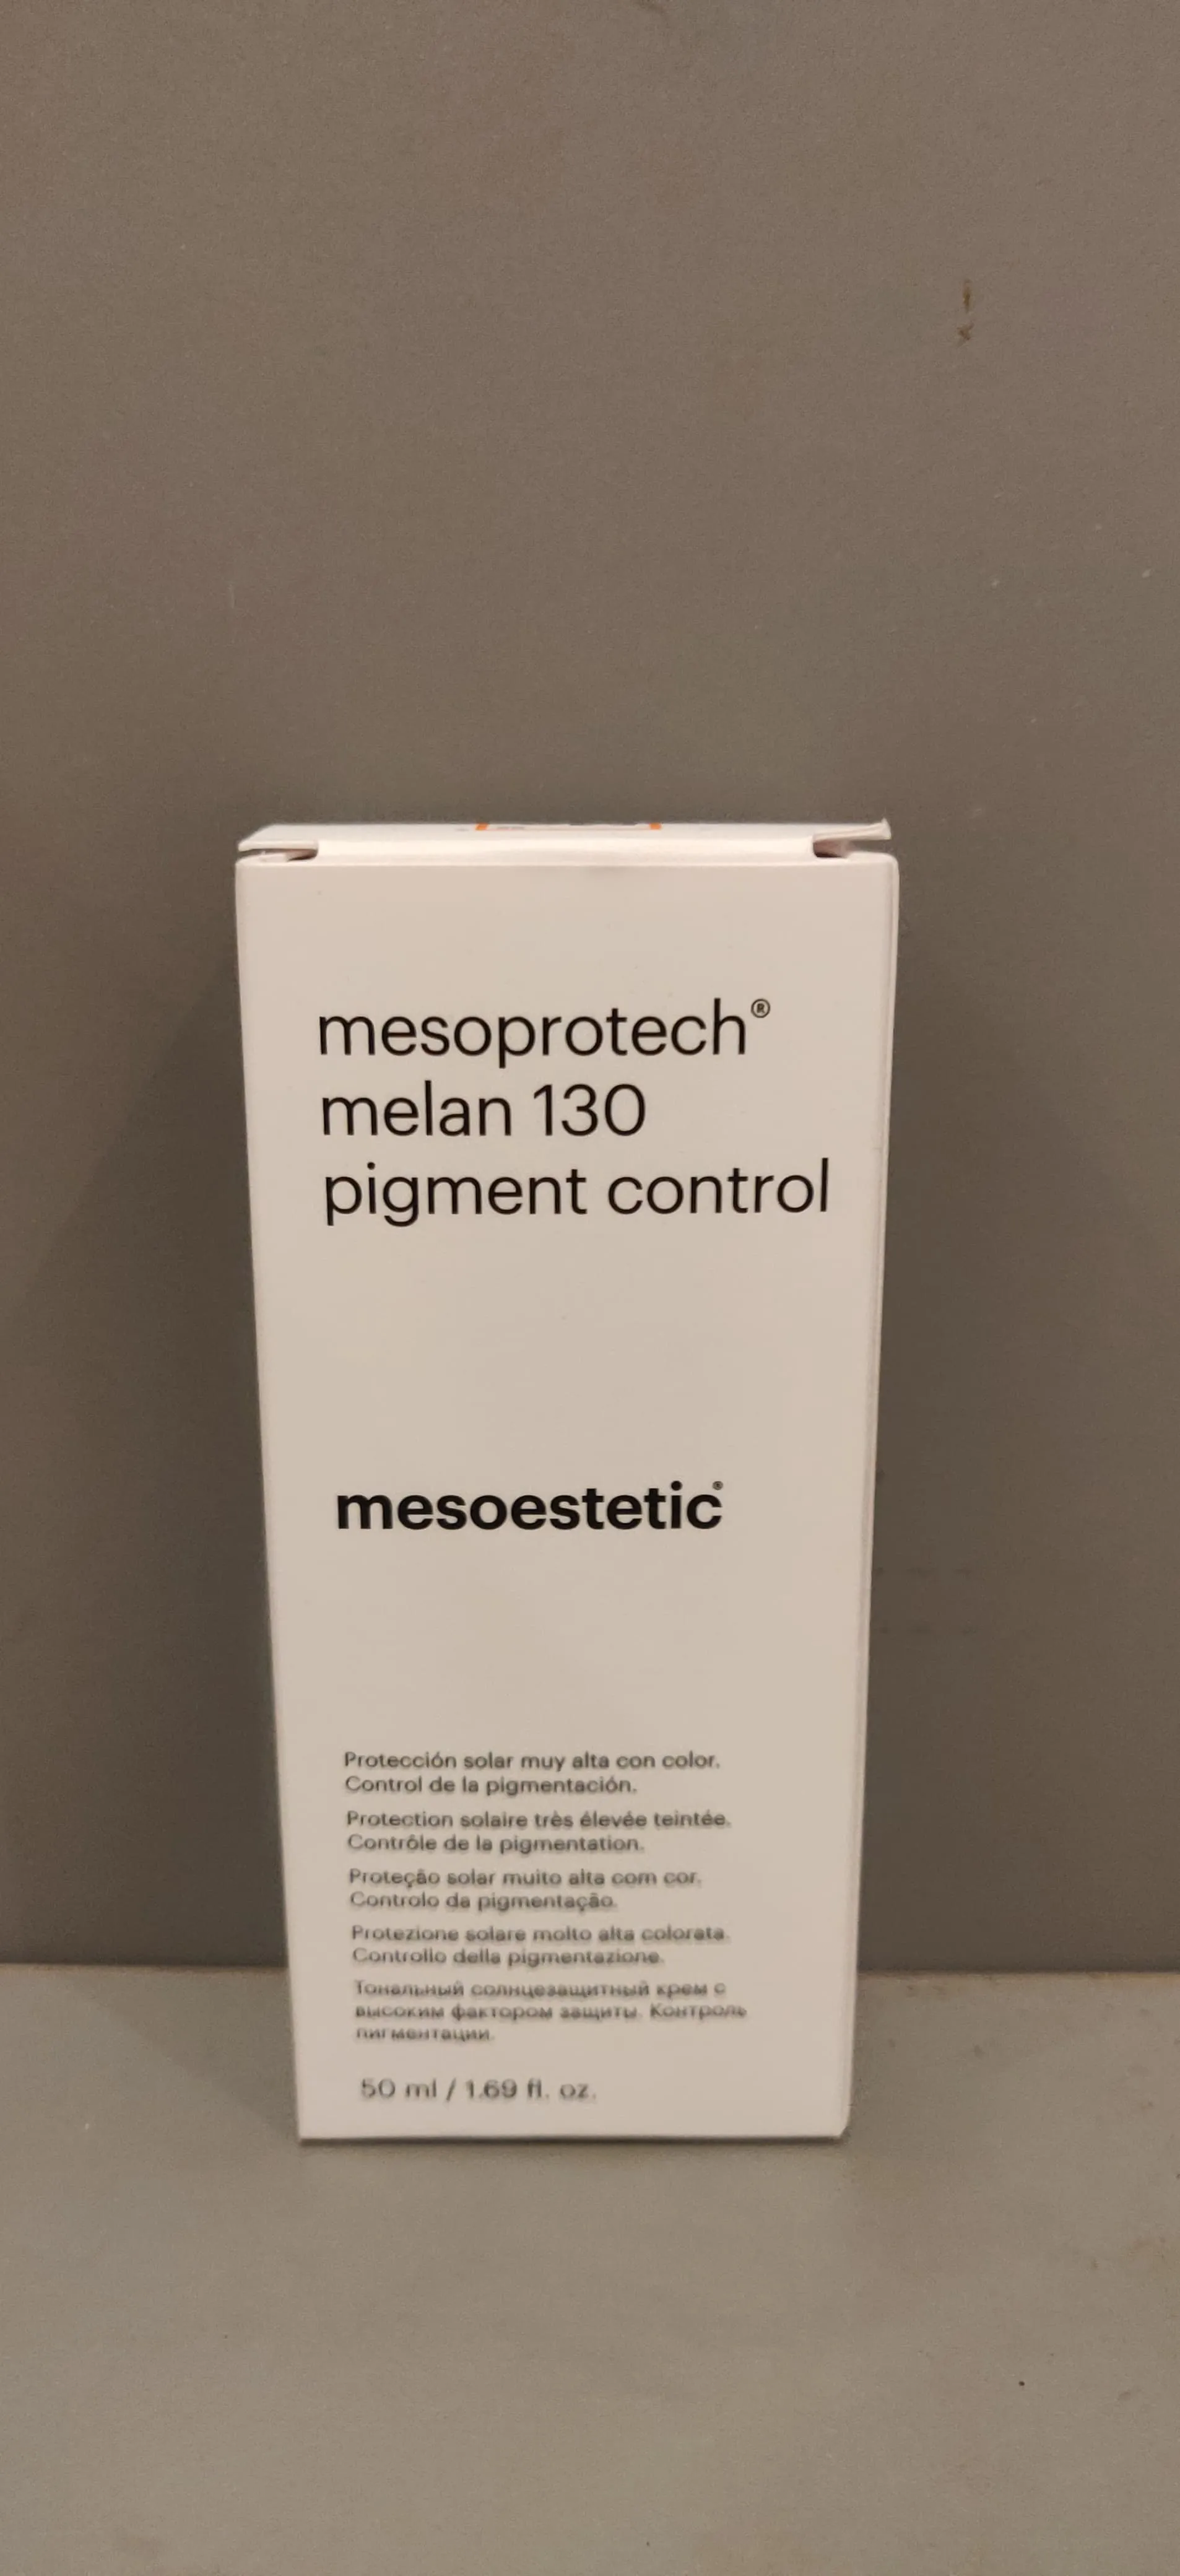 mesoprotech®
melan 130
pigment control
mesoestetic®
Protección solar muy alta con color.
Control de la pigmentación.
Protection solaire très élevée teintée.
Contrôle de la pigmentation.
Proteção solar muito alta com cor.
Controlo da pigmentação.
Protezione solare molto alta colorata.
Controllo della pigmentazione.
Тональный солнцезащитный крем с
высоким фактором защиты. Контроль
пигментации.
50 ml / 1.69 fl. oz.